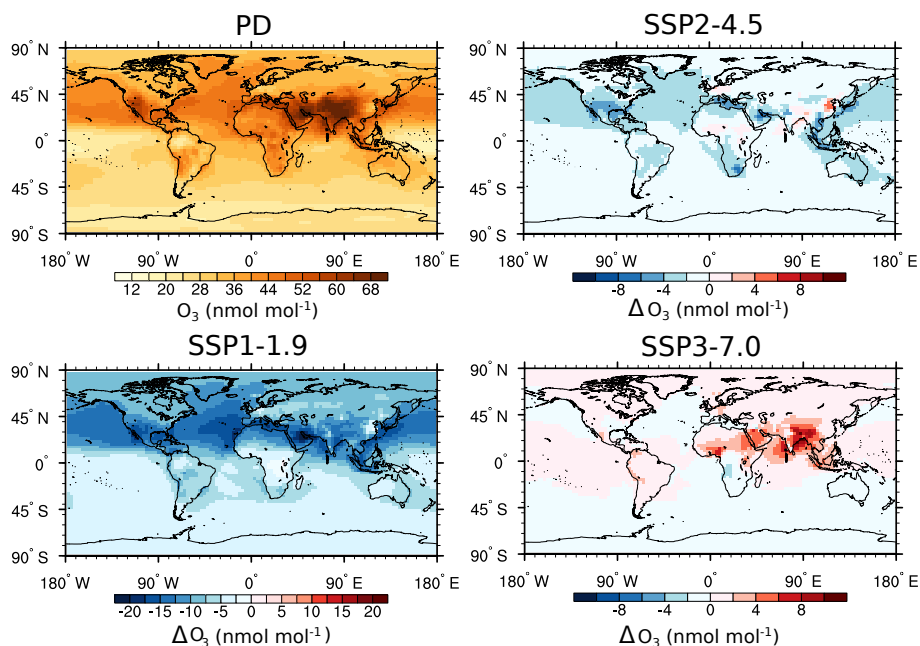 PD
90° N
45° N
0°
45° S
90° S
180° W 90° W 0° 90° E 180° E
12 20 28 36 44 52 60 68
O₃ (nmol mol⁻¹)
SSP2-4.5
90° N
45° N
0°
45° S
90° S
180° W 90° W 0° 90° E 180° E
-8 -4 0 4 8
Δ O₃ (nmol mol⁻¹)
SSP1-1.9
90° N
45° N
0°
45° S
90° S
180° W 90° W 0° 90° E 180° E
-20 -15 -10 -5 0 5 10 15 20
Δ O₃ (nmol mol⁻¹)
SSP3-7.0
90° N
45° N
0°
45° S
90° S
180° W 90° W 0° 90° E 180° E
-8 -4 0 4 8
Δ O₃ (nmol mol⁻¹)